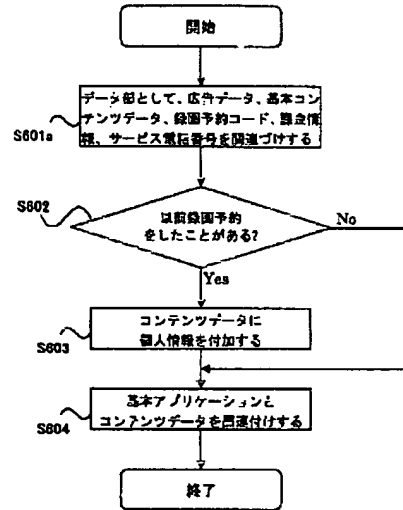 開始
データ部として、広告データ、基本コン
テンツデータ、録画予約コード、課金情
報、サービス電話番号を関連づけする
S601a
S602
以前録画予約
をしたことがある?
No
Yes
コンテンツデータに
個人情報を付加する
S603
基本アプリケーションと
コンテンツデータを関連付けする
S604
終了